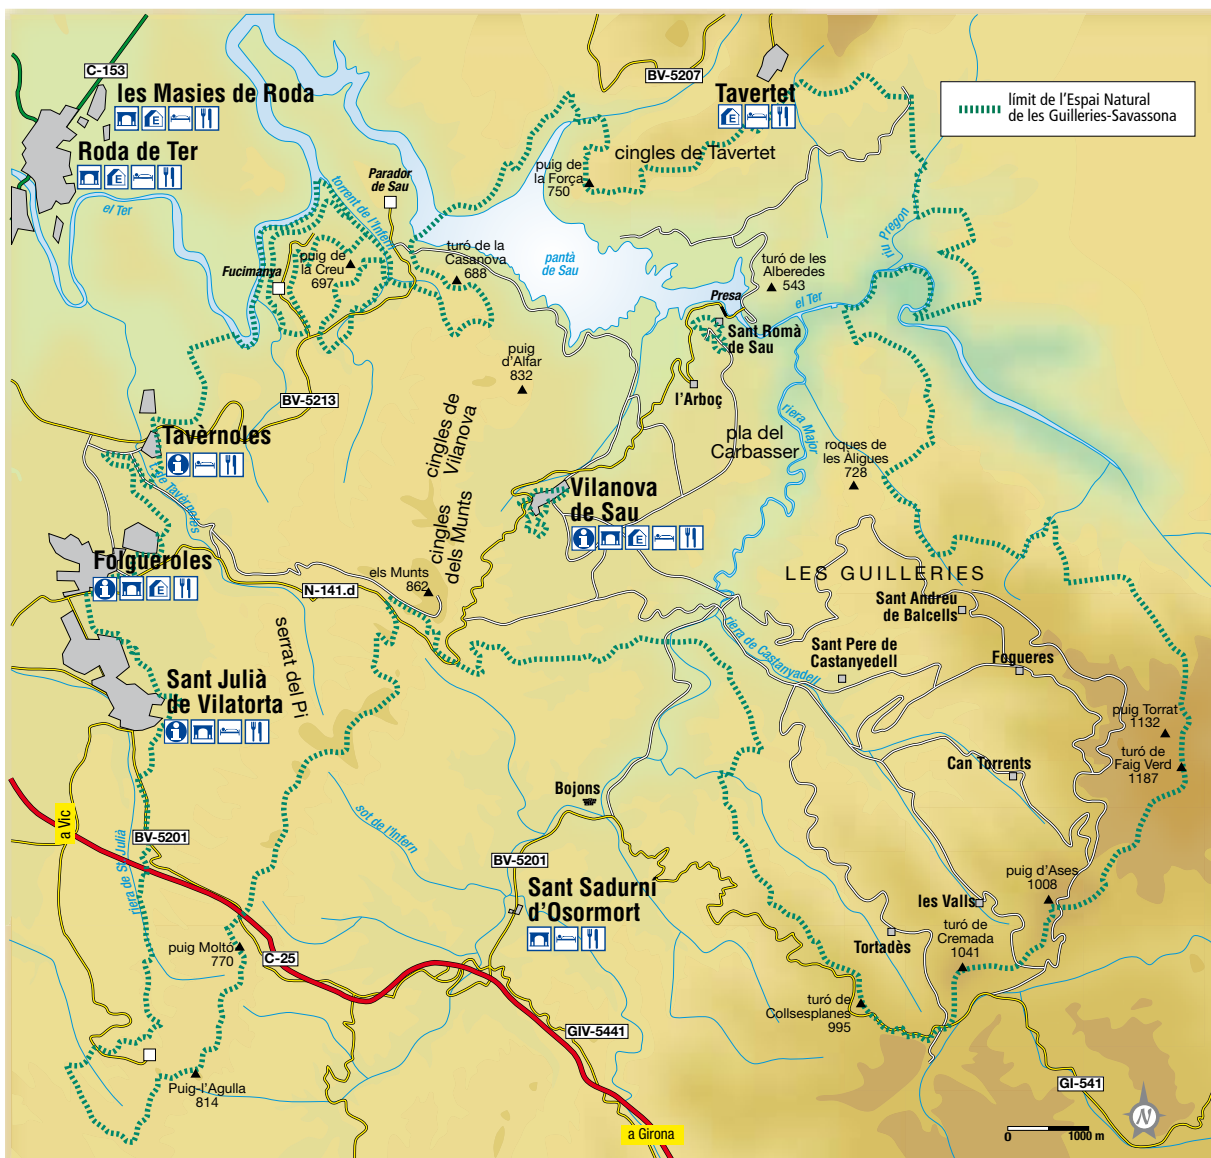 C-153
les Masies de Roda
Roda de Ter
el Ter
BV-5207
Tavertet
límit de l'Espai Natural
de les Guilleries-Savassona
cingles de Tavertet
puig de
la Força
750
Parador
de Sau
torrent de l'Infern
puig de
la Creu
697
Fucimanya
turó de la
Casanova
688
pantà
de Sau
turó de les
Alberedes
543
riu Pregon
el Ter
Presa
Sant Romà
de Sau
puig
d'Alfar
832
l'Arboç
BV-5213
cingles de
Vilanova
pla del
Carbasser
riera Major
roques de
les Àligues
728
Tavèrnoles
t. de Tavèrnoles
Vilanova
de Sau
cingles
dels Munts
Folgueroles
els Munts
862
N-141.d
LES GUILLERIES
Sant Andreu
de Balcells
riera de Castanyadell
Sant Pere de
Castanyedell
Fogueres
serrat del Pi
Sant Julià
de Vilatorta
puig Torrat
1132
turó de
Faig Verd
1187
Can Torrents
Bojons
a Vic
BV-5201
riera de St. Julià
sot de l'Infern
BV-5201
Sant Sadurní
d'Osormort
puig d'Ases
1008
les Valls
turó de
Cremada
1041
Tortadès
puig Moltó
770
C-25
turó de
Collsesplanes
995
GIV-5441
Puig-l'Agulla
814
GI-541
a Girona
N
0
1000 m